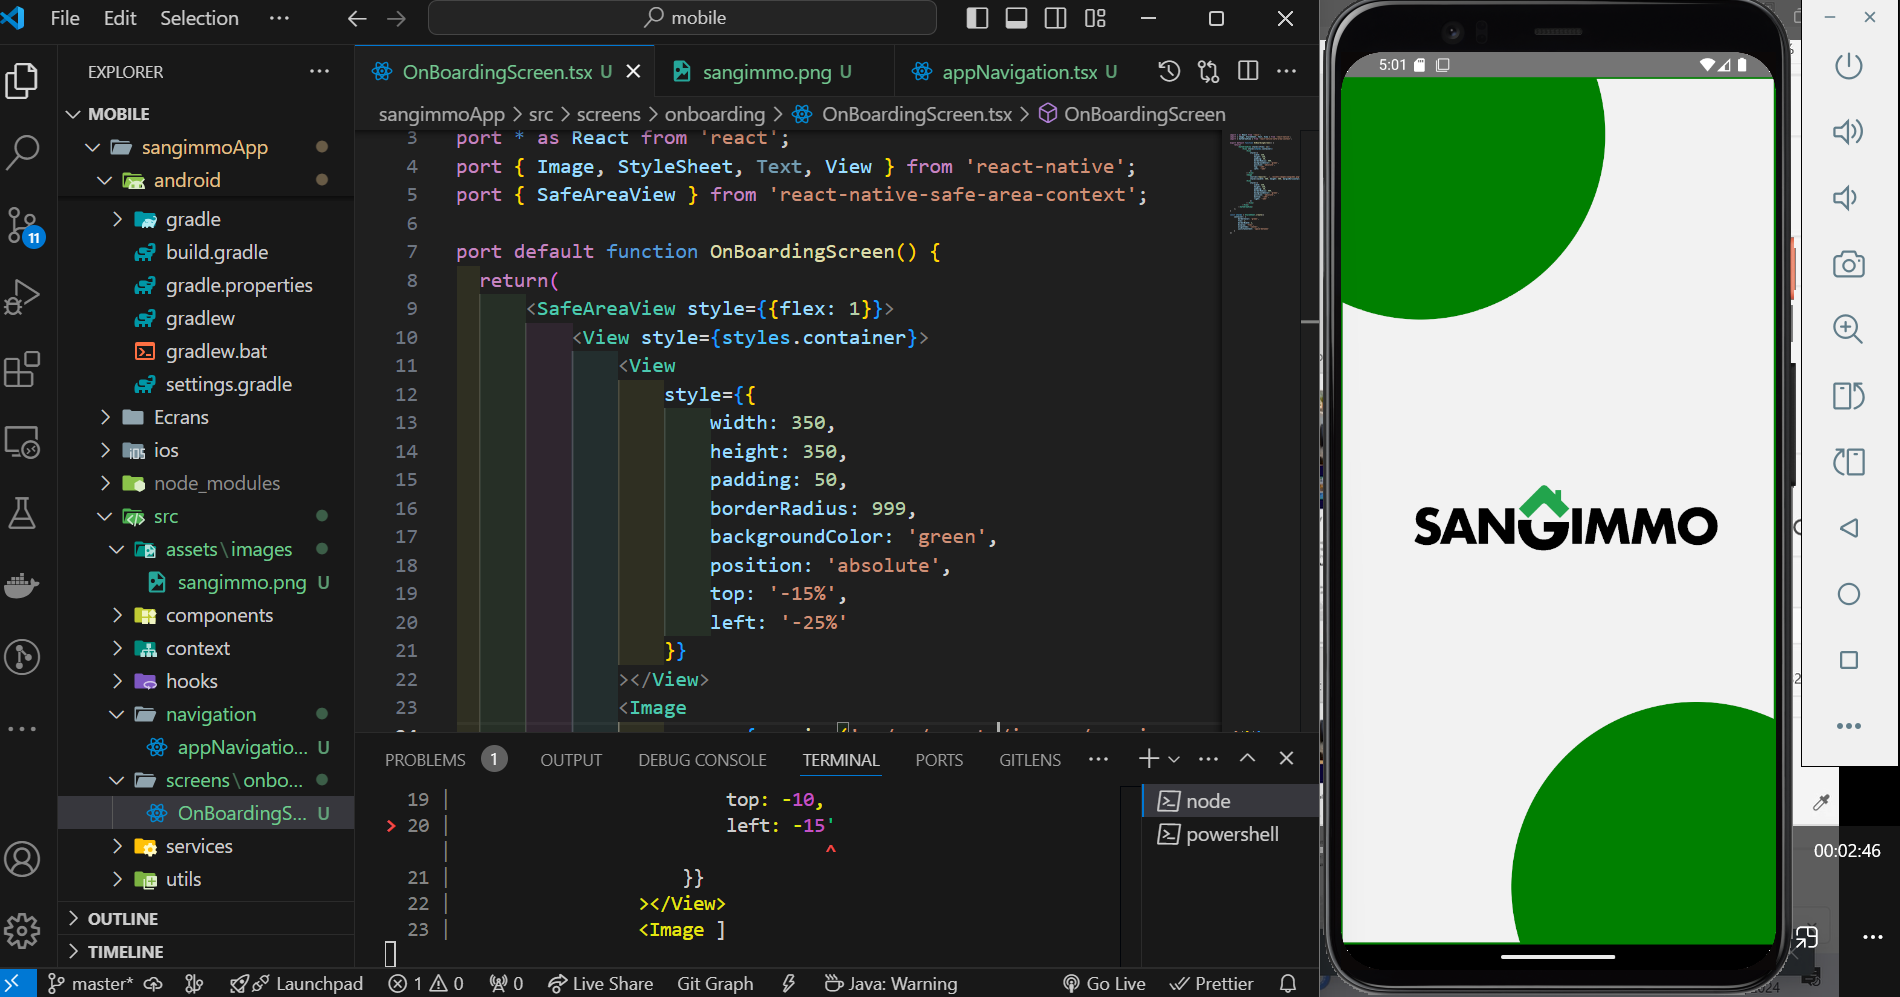 File Edit Selection ··· mobile
EXPLORER ···
MOBILE
sangimmoApp
android
gradle
build.gradle
gradle.properties
gradlew
gradlew.bat
settings.gradle
Ecrans
ios
node_modules
src
assets\images
sangimmo.png U
components
context
hooks
navigation
appNavigatio... U
screens\onbo...
OnBoardingS... U
services
utils
OUTLINE
TIMELINE
11
OnBoardingScreen.tsx U
sangimmo.png U
appNavigation.tsx U
sangimmoApp > src > screens > onboarding > OnBoardingScreen.tsx > OnBoardingScreen
3 port * as React from 'react';
4 port { Image, StyleSheet, Text, View } from 'react-native';
5 port { SafeAreaView } from 'react-native-safe-area-context';
6
7 port default function OnBoardingScreen() {
8 return(
9 <SafeAreaView style={{flex: 1}}>
10 <View style={styles.container}>
11 <View
12 style={{
13 width: 350,
14 height: 350,
15 padding: 50,
16 borderRadius: 999,
17 backgroundColor: 'green',
18 position: 'absolute',
19 top: '-15%',
20 left: '-25%'
21 }}
22 ></View>
23 <Image
PROBLEMS 1 OUTPUT DEBUG CONSOLE TERMINAL PORTS GITLENS ···
19 | top: -10,
> 20 | left: -15'
| ^
21 | }}
22 | ></View>
23 | <Image ]
node
powershell
master* Launchpad 1 0 0 Live Share Git Graph Java: Warning Go Live Prettier
5:01
SANGIMMO
00:02:46